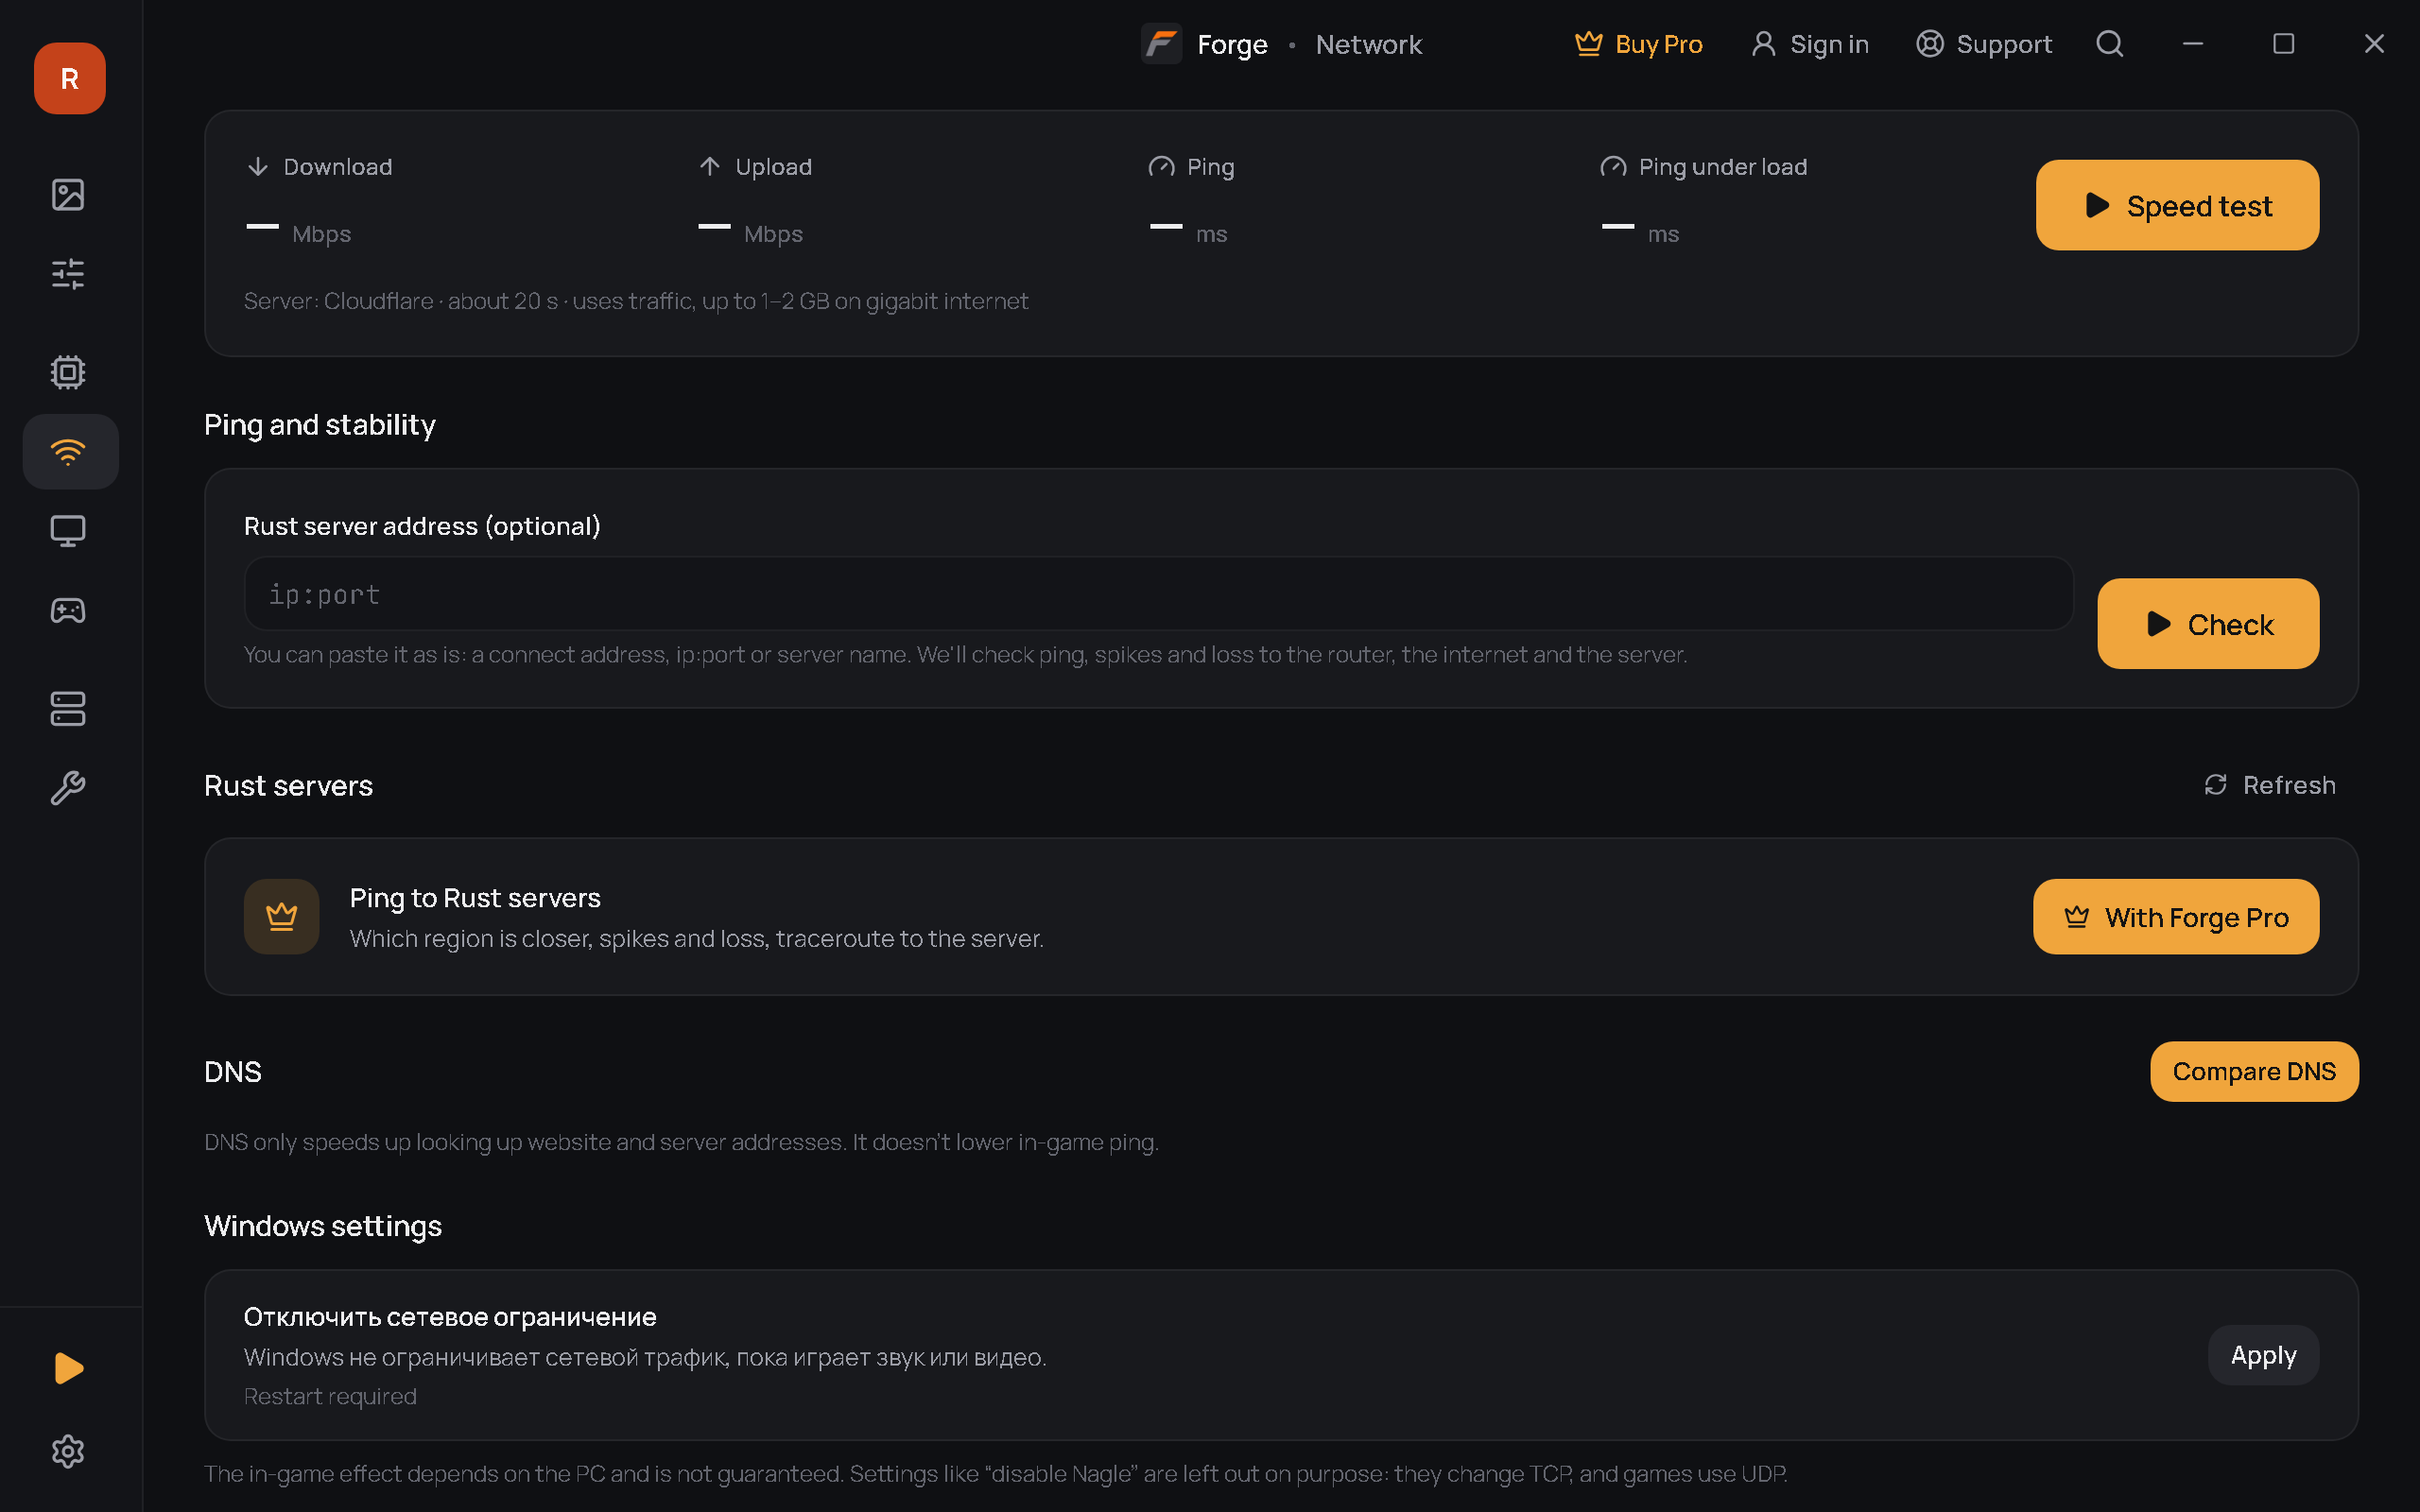 R
Forge • Network
Buy Pro
Sign in
Support
Download
Upload
Ping
Ping under load
Speed test
— Mbps
— Mbps
— ms
— ms
Server: Cloudflare · about 20 s · uses traffic, up to 1–2 GB on gigabit internet
Ping and stability
Rust server address (optional)
ip:port
Check
You can paste it as is: a connect address, ip:port or server name. We'll check ping, spikes and loss to the router, the internet and the server.
Rust servers
Refresh
Ping to Rust servers
Which region is closer, spikes and loss, traceroute to the server.
With Forge Pro
DNS
Compare DNS
DNS only speeds up looking up website and server addresses. It doesn't lower in-game ping.
Windows settings
Отключить сетевое ограничение
Windows не ограничивает сетевой трафик, пока играет звук или видео.
Restart required
Apply
The in-game effect depends on the PC and is not guaranteed. Settings like “disable Nagle” are left out on purpose: they change TCP, and games use UDP.